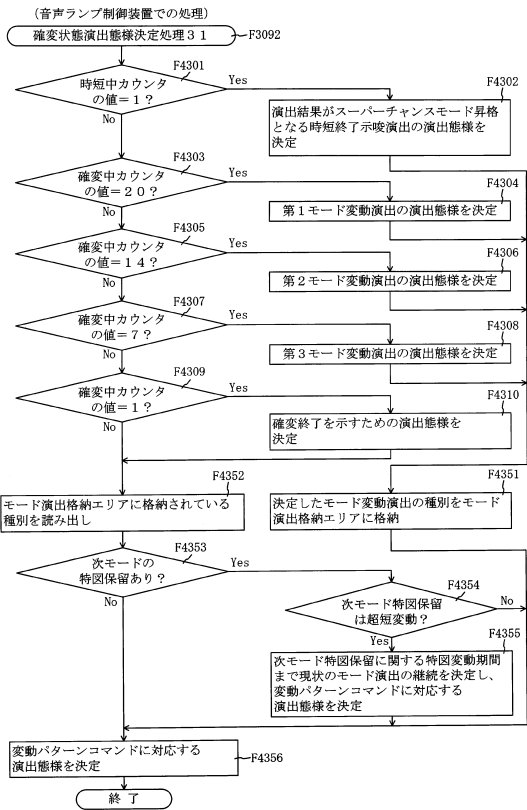 (音声ランプ制御装置での処理)
確変状態演出態様決定処理31
F3092
F4301
時短中カウンタ
の値=1?
Yes
No
F4302
演出結果がスーパーチャンスモード昇格
となる時短終了示唆演出の演出態様を
決定
F4303
確変中カウンタ
の値=20?
Yes
No
F4304
第1モード変動演出の演出態様を決定
F4305
確変中カウンタ
の値=14?
Yes
No
F4306
第2モード変動演出の演出態様を決定
F4307
確変中カウンタ
の値=7?
Yes
No
F4308
第3モード変動演出の演出態様を決定
F4309
確変中カウンタ
の値=1?
Yes
No
F4310
確変終了を示すための演出態様を
決定
F4352
モード演出格納エリアに格納されている
種別を読み出し
F4351
決定したモード変動演出の種別をモード
演出格納エリアに格納
F4353
次モードの
特図保留あり?
Yes
No
F4354
次モード特図保留
は超短変動?
No
Yes
F4355
次モード特図保留に関する特図変動期間
まで現状のモード演出の継続を決定し、
変動パターンコマンドに対応する
演出態様を決定
変動パターンコマンドに対応する
演出態様を決定
F4356
終了